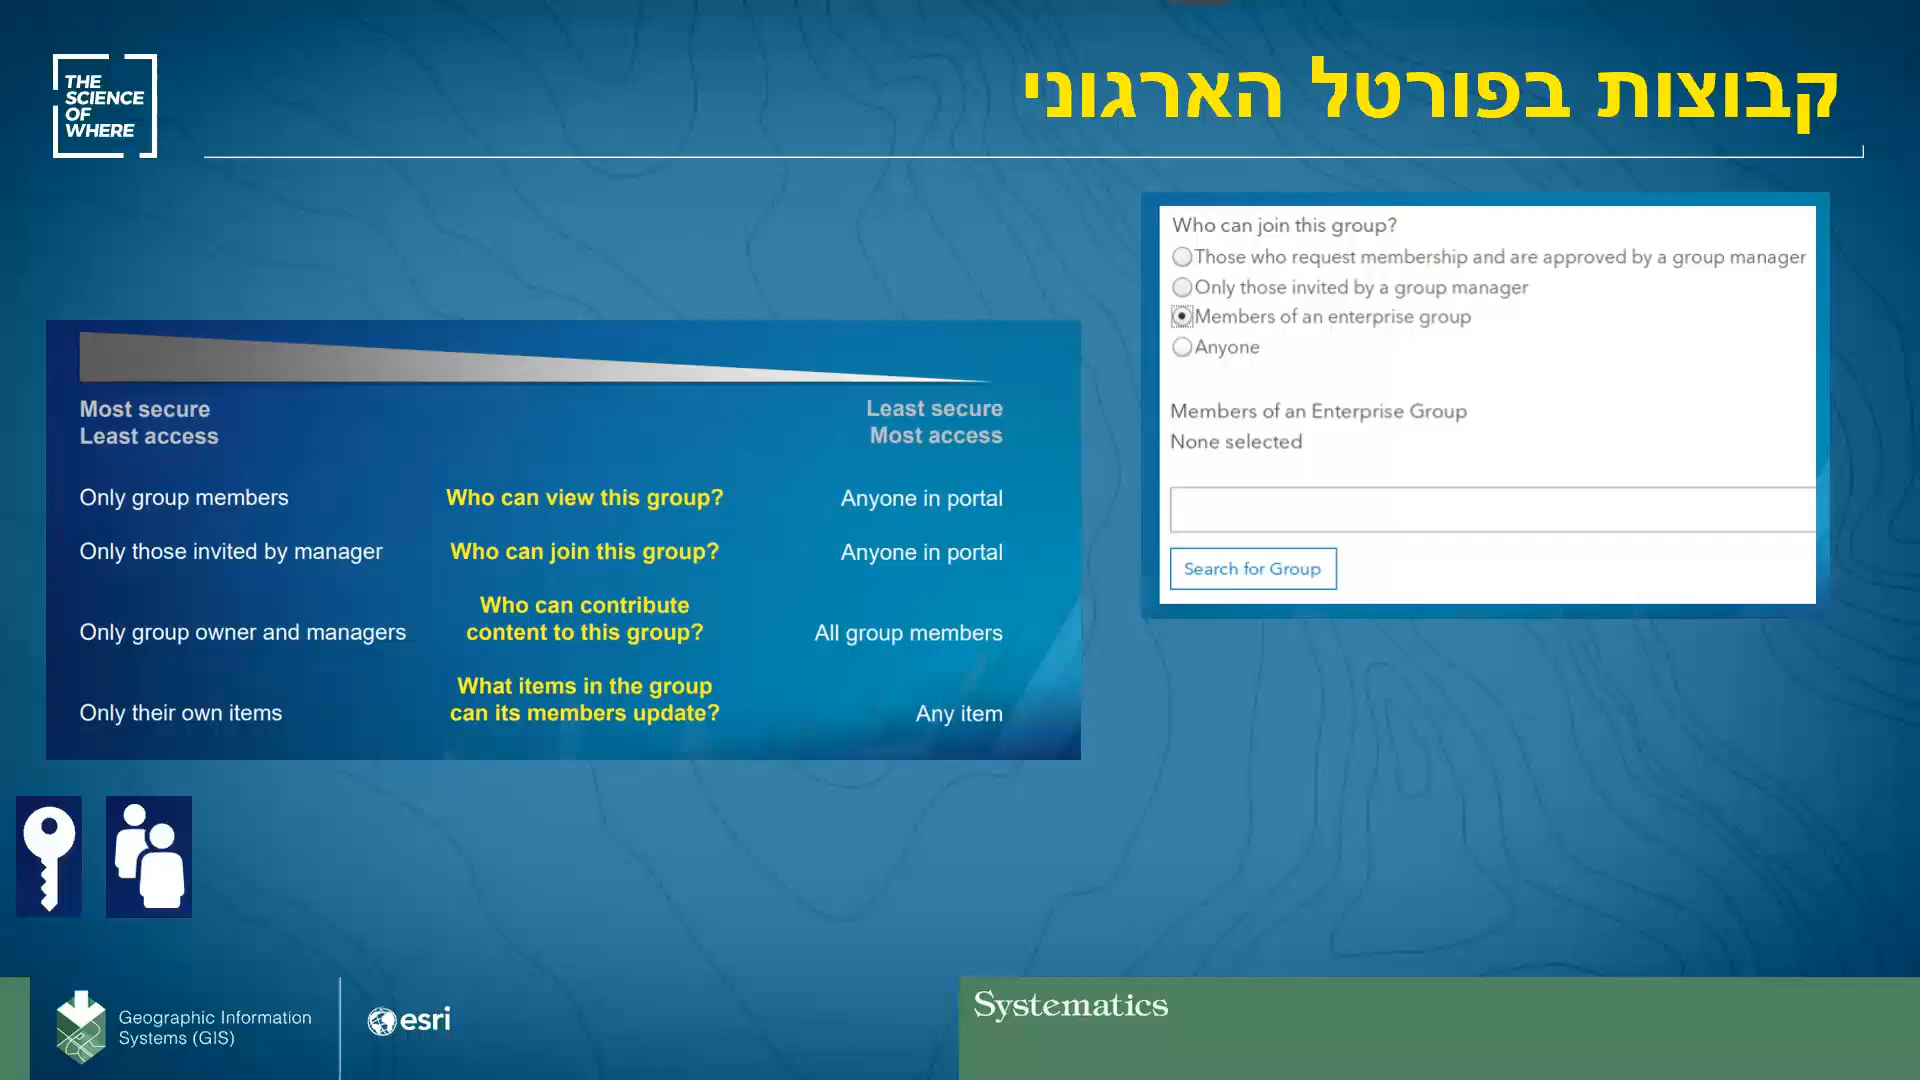 THE
SCIENCE
OF
WHERE
קבוצות בפורטל הארגוני
Who can join this group?
Those who request membership and are approved by a group manager
Only those invited by a group manager
Members of an enterprise group
Anyone
Members of an Enterprise Group
None selected
Search for Group
Most secure
Least access
Least secure
Most access
Only group members
Who can view this group?
Anyone in portal
Only those invited by manager
Who can join this group?
Anyone in portal
Only group owner and managers
Who can contribute
content to this group?
All group members
Only their own items
What items in the group
can its members update?
Any item
Geographic Information
Systems (GIS)
esri
Systematics